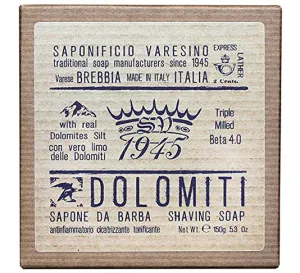 SAPONIFICIO VARESINO
traditional soap manufacturers since 1945
Varese BREBBIA MADE IN ITALY ITALIA
EXPRESS
LATHER
2 Cents.
with real
Dolomites Silt
con vero limo
delle Dolomiti
SV
1945
Triple
Milled
Beta 4.0
DOLOMITI
SAPONE DA BARBA SHAVING SOAP
antinfiammatorio cicatrizzante tonificante Net Wt. ℮ 150g 5.3 Oz.